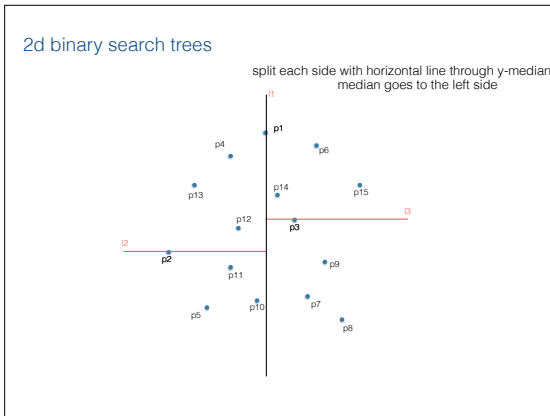 2d binary search trees
split each side with horizontal line through y-median
median goes to the left side
l1
p1
p4
p6
p14
p13
p15
p12
l3
p3
l2
p2
p9
p11
p10
p7
p5
p8